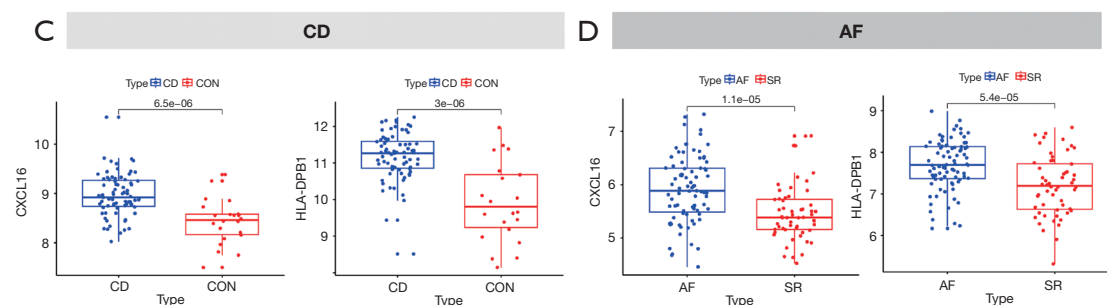 C CD D AF
Type CD CON
6.5e−06
CXCL16
10
9
8
CD CON
Type
Type CD CON
3e−06
HLA-DPB1
12
11
10
9
CD CON
Type
Type AF SR
1.1e−05
CXCL16
7
6
5
AF SR
Type
Type AF SR
5.4e−05
HLA-DPB1
9
8
7
6
AF SR
Type